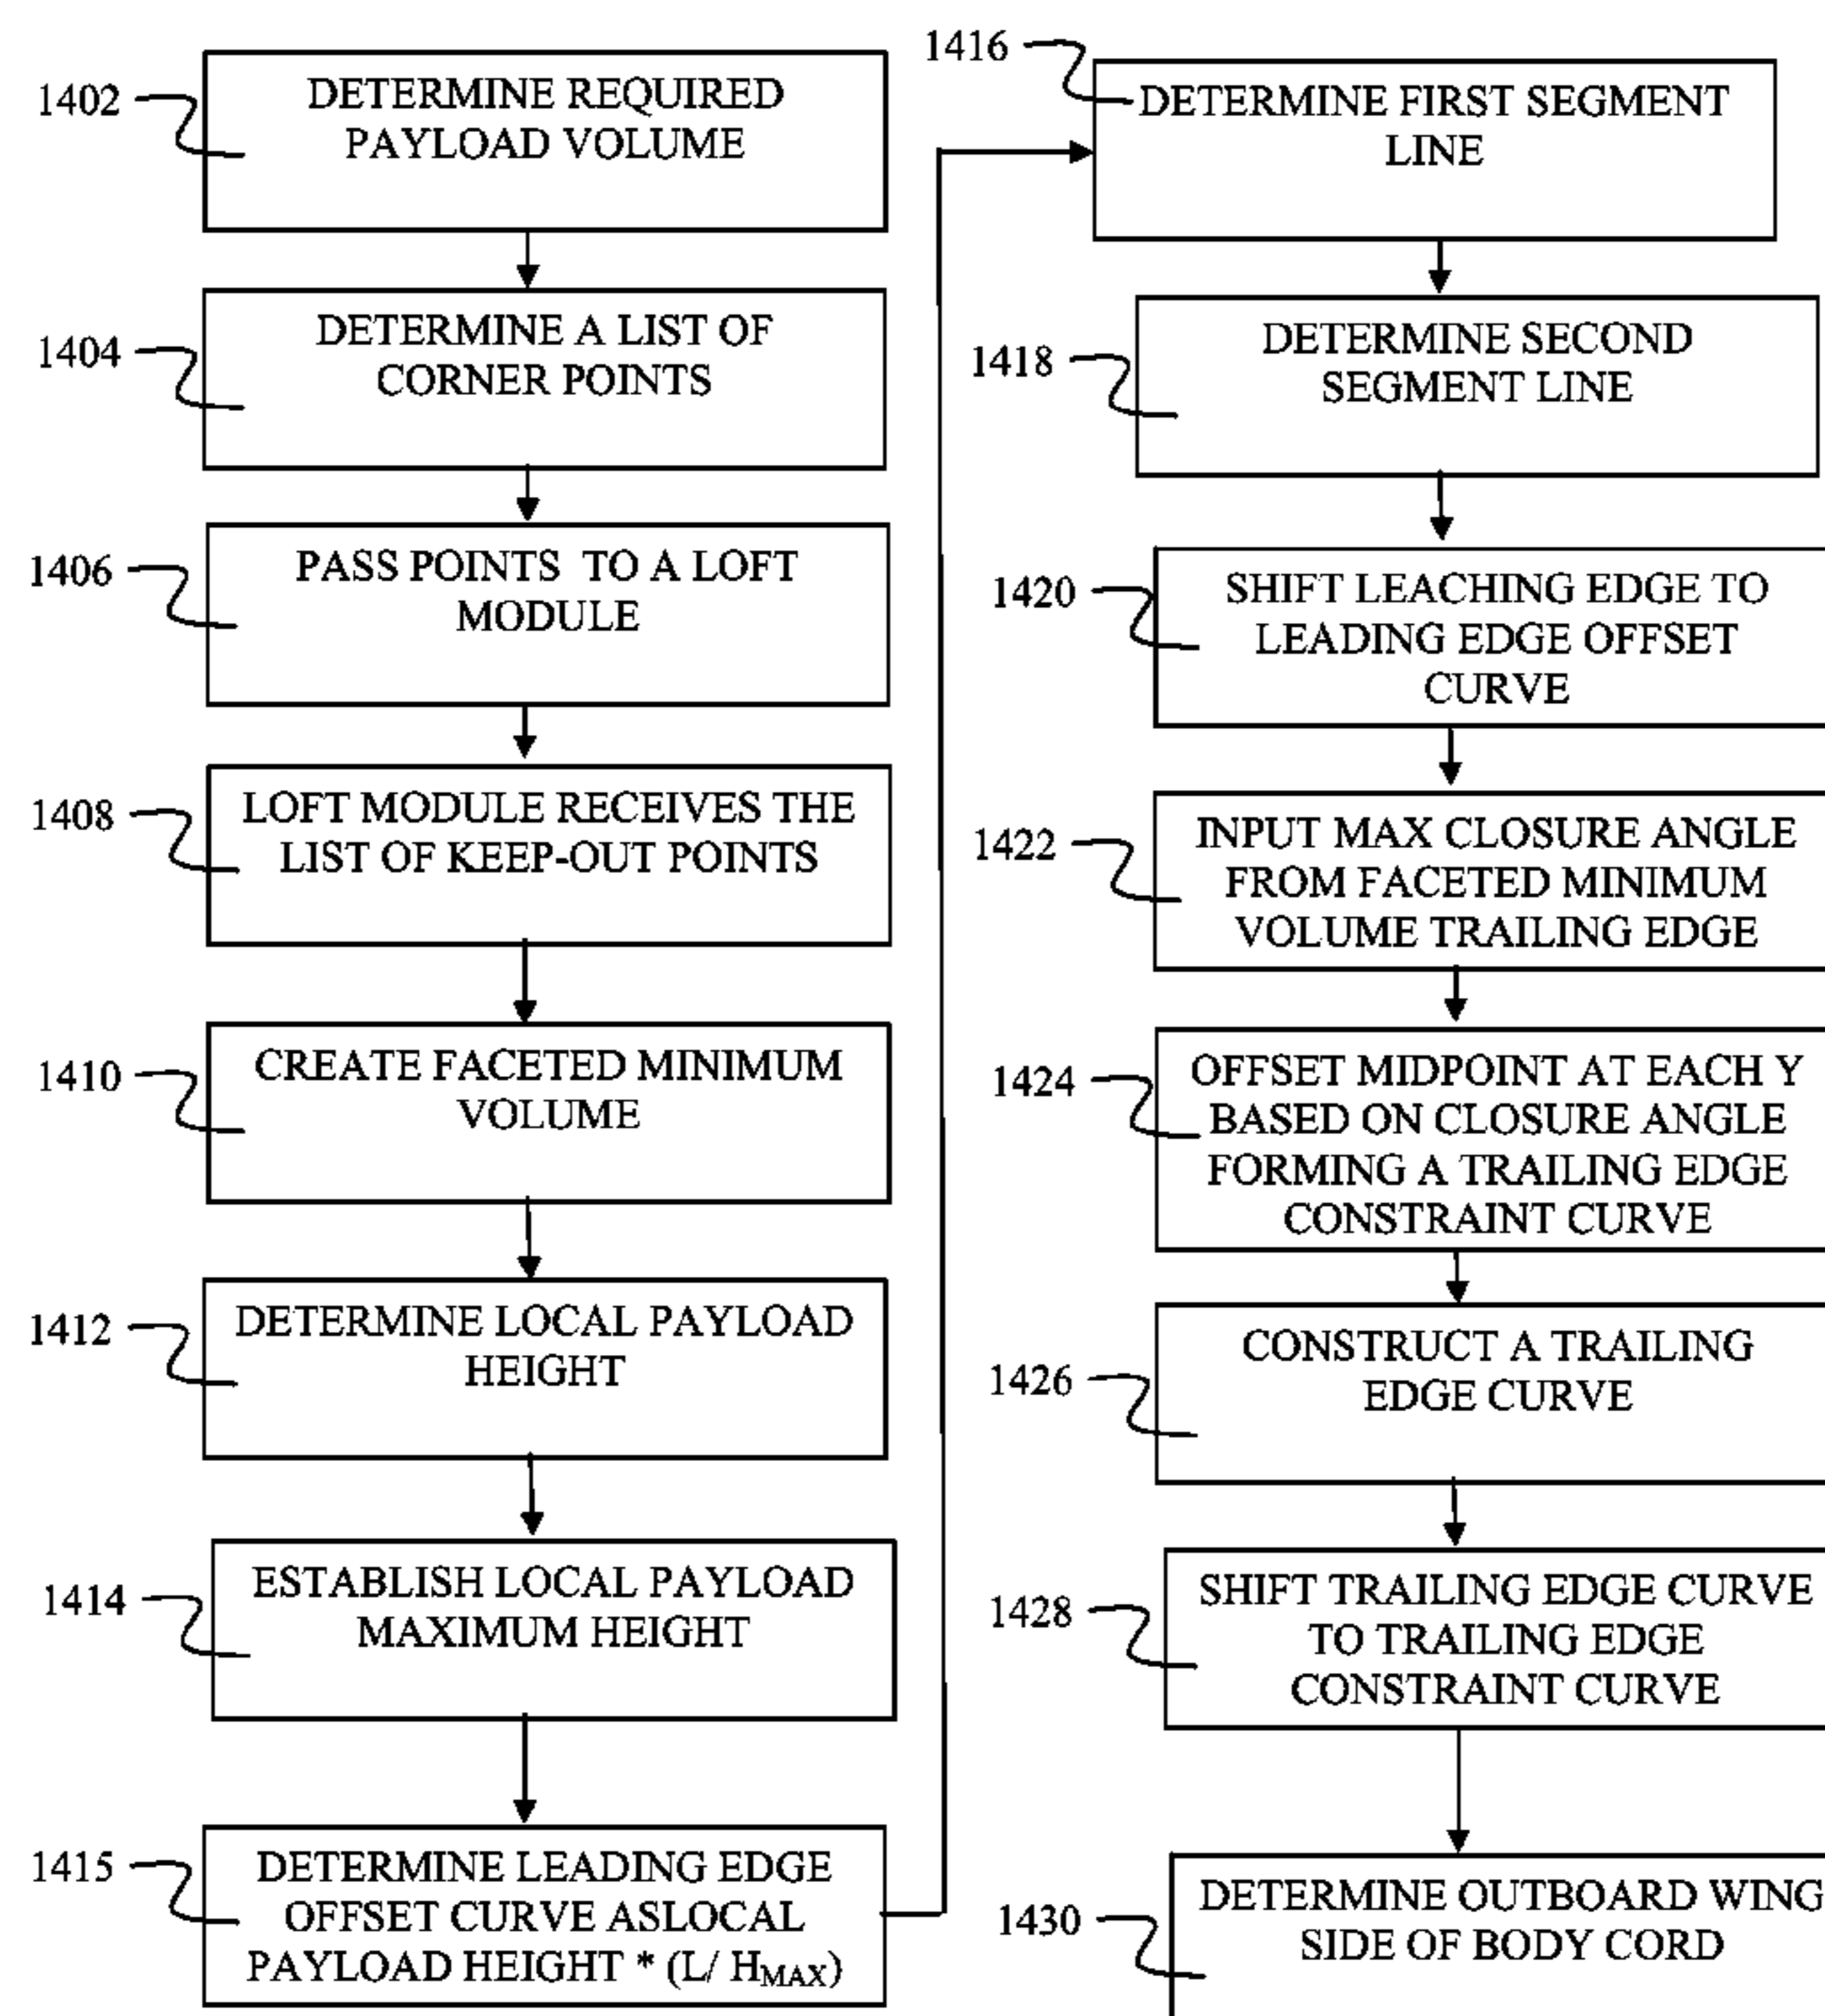 1402
DETERMINE REQUIRED
PAYLOAD VOLUME
1404
DETERMINE A LIST OF
CORNER POINTS
1406
PASS POINTS TO A LOFT
MODULE
1408
LOFT MODULE RECEIVES THE
LIST OF KEEP-OUT POINTS
1410
CREATE FACETED MINIMUM
VOLUME
1412
DETERMINE LOCAL PAYLOAD
HEIGHT
1414
ESTABLISH LOCAL PAYLOAD
MAXIMUM HEIGHT
1415
DETERMINE LEADING EDGE
OFFSET CURVE ASLOCAL
PAYLOAD HEIGHT * (L/ HMAX)
1416
DETERMINE FIRST SEGMENT
LINE
1418
DETERMINE SECOND
SEGMENT LINE
1420
SHIFT LEACHING EDGE TO
LEADING EDGE OFFSET
CURVE
1422
INPUT MAX CLOSURE ANGLE
FROM FACETED MINIMUM
VOLUME TRAILING EDGE
1424
OFFSET MIDPOINT AT EACH Y
BASED ON CLOSURE ANGLE
FORMING A TRAILING EDGE
CONSTRAINT CURVE
1426
CONSTRUCT A TRAILING
EDGE CURVE
1428
SHIFT TRAILING EDGE CURVE
TO TRAILING EDGE
CONSTRAINT CURVE
1430
DETERMINE OUTBOARD WING
SIDE OF BODY CORD